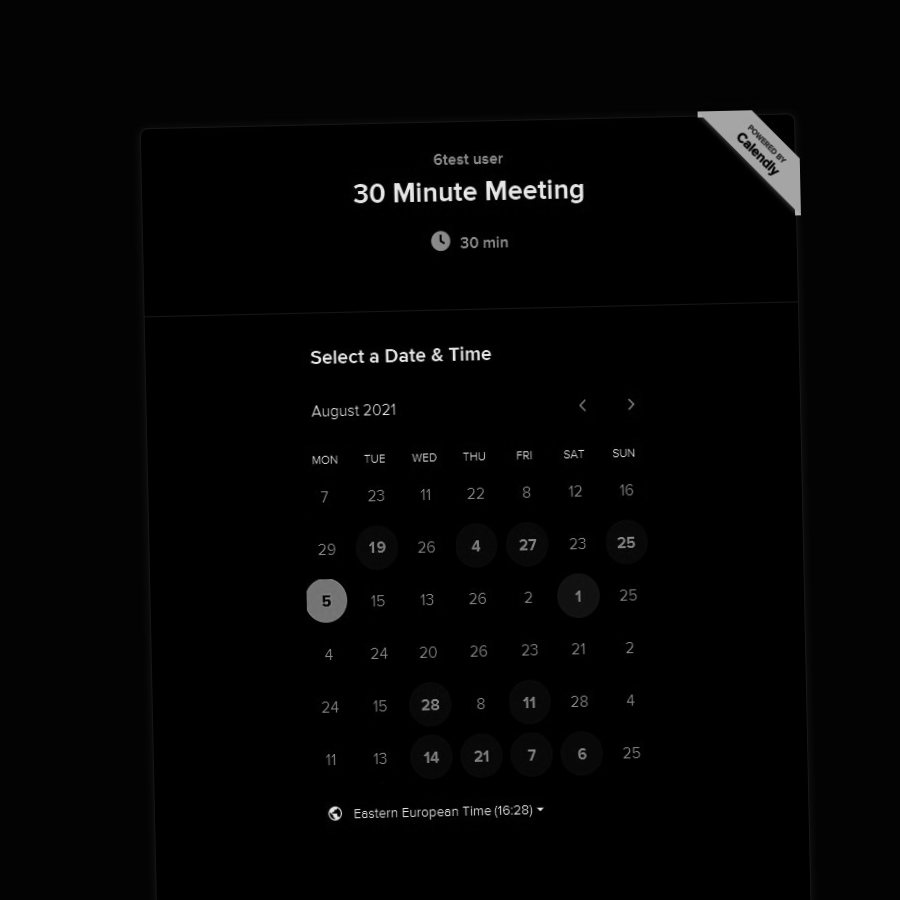 POWERED BY
Calendly
6test user
30 Minute Meeting
30 min
Select a Date & Time
August 2021
MON TUE WED THU FRI SAT SUN
7 23 11 22 8 12 16
29 19 26 4 27 23 25
5 15 13 26 2 1 25
4 24 20 26 23 21 2
24 15 28 8 11 28 4
11 13 14 21 7 6 25
Eastern European Time (16:28)